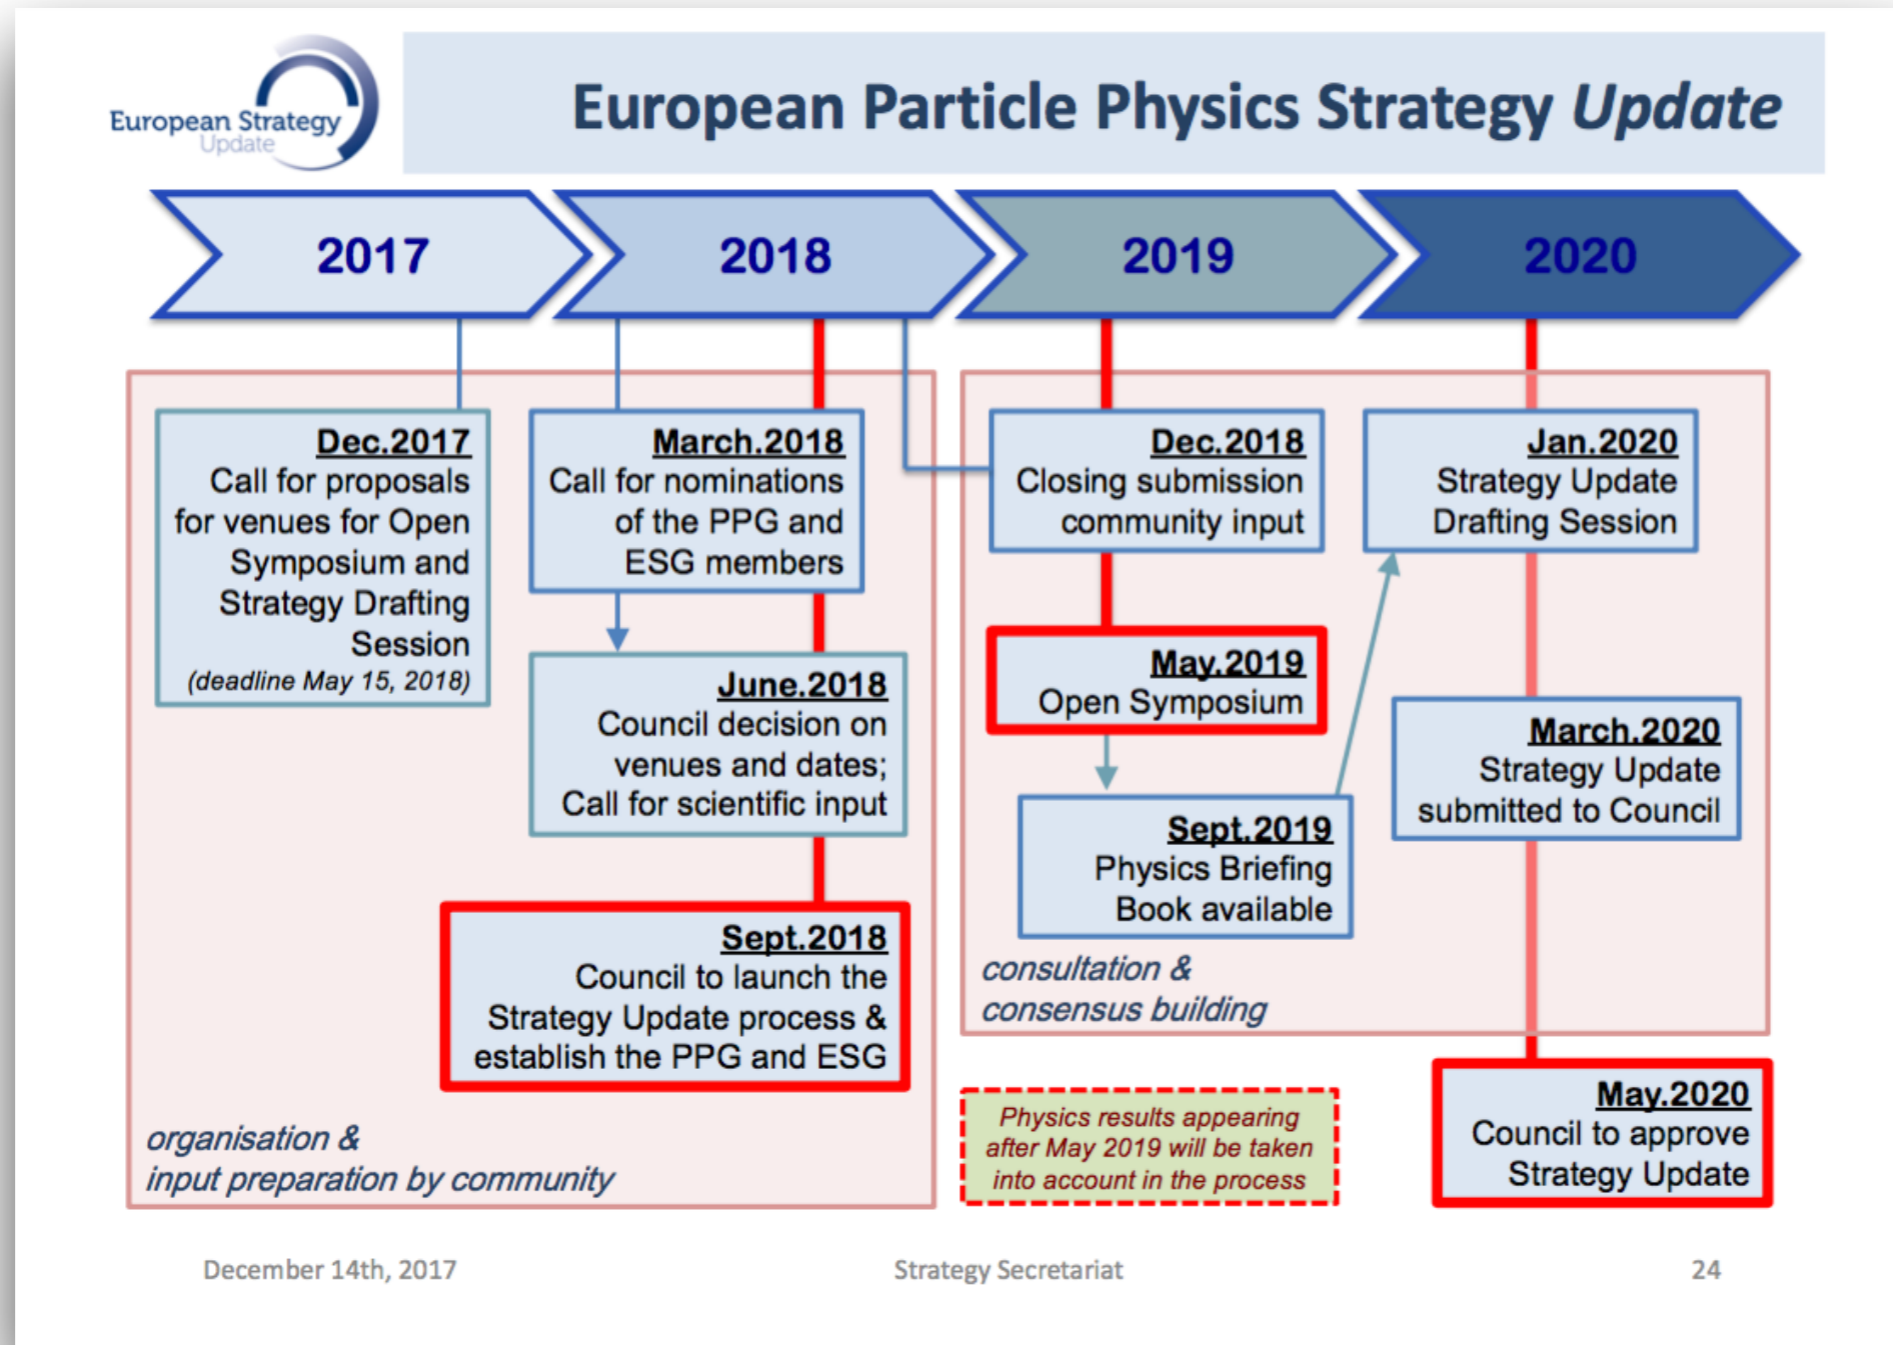 European Strategy
Update
European Particle Physics Strategy Update
2017
2018
2019
2020
Dec.2017
Call for proposals
for venues for Open
Symposium and
Strategy Drafting
Session
(deadline May 15, 2018)
March.2018
Call for nominations
of the PPG and
ESG members
June.2018
Council decision on
venues and dates;
Call for scientific input
Sept.2018
Council to launch the
Strategy Update process &
establish the PPG and ESG
organisation &
input preparation by community
Dec.2018
Closing submission
community input
May.2019
Open Symposium
Sept.2019
Physics Briefing
Book available
Jan.2020
Strategy Update
Drafting Session
March.2020
Strategy Update
submitted to Council
consultation &
consensus building
Physics results appearing
after May 2019 will be taken
into account in the process
May.2020
Council to approve
Strategy Update
December 14th, 2017
Strategy Secretariat
24